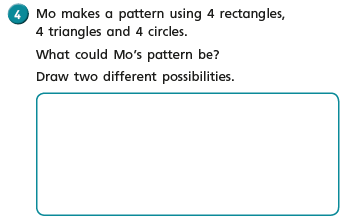 4 Mo makes a pattern using 4 rectangles,
4 triangles and 4 circles.
What could Mo's pattern be?
Draw two different possibilities.